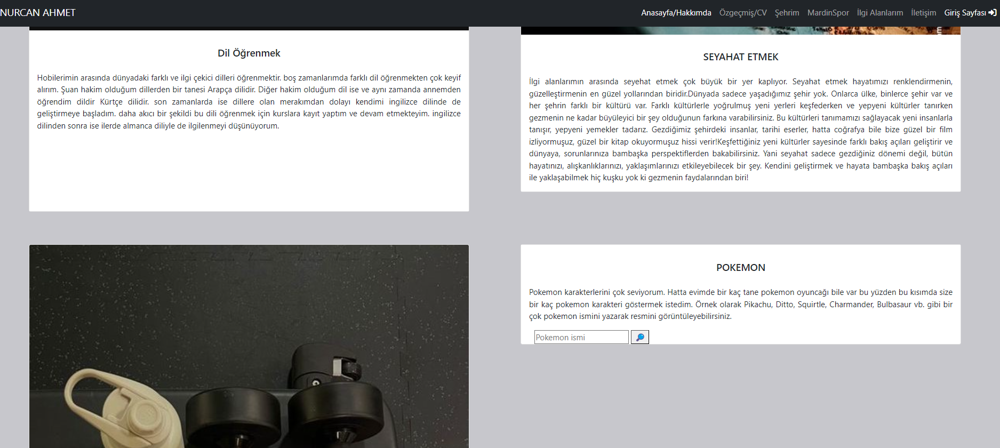 NURCAN AHMET
Anasayfa/Hakkımda Özgeçmiş/CV Şehrim MardinSpor İlgi Alanlarım İletişim Giriş Sayfası
Dil Öğrenmek
Hobilerimin arasında dünyadaki farklı ve ilgi çekici dilleri öğrenmektir. boş zamanlarımda farklı dil öğrenmekten çok keyif
alırım. Şuan hakim olduğum dillerden bir tanesi Arapça dilidir. Diğer hakim olduğum dil ise ve aynı zamanda annemden
öğrendim dildir Kürtçe dilidir. son zamanlarda ise dillere olan merakımdan dolayı kendimi ingilizce dilinde de
geliştirmeye başladım. daha akıcı bir şekildi bu dili öğrenmek için kurslara kayıt yaptım ve devam etmekteyim. ingilizce
dilinden sonra ise ilerde almanca diliyle de ilgilenmeyi düşünüyorum.
SEYAHAT ETMEK
İlgi alanlarımın arasında seyehat etmek çok büyük bir yer kaplıyor. Seyahat etmek hayatımızı renklendirmenin,
güzelleştirmenin en güzel yollarından biridir.Dünyada sadece yaşadığımız şehir yok. Onlarca ülke, binlerce şehir var ve
her şehrin farklı bir kültürü var. Farklı kültürlerle yoğrulmuş yeni yerleri keşfederken ve yepyeni kültürler tanırken
gezmenin ne kadar büyüleyici bir şey olduğunun farkına varabilirsiniz. Bu kültürleri tanımamızı sağlayacak yeni insanlarla
tanışır, yepyeni yemekler tadarız. Gezdiğimiz şehirdeki insanlar, tarihi eserler, hatta coğrafya bile bize güzel bir film
izliyormuşuz, güzel bir kitap okuyormuşuz hissi verir!Keşfettiğiniz yeni kültürler sayesinde farklı bakış açıları geliştirir ve
dünyaya, sorunlarınıza bambaşka perspektiflerden bakabilirsiniz. Yani seyahat sadece gezdiğiniz dönemi değil, bütün
hayatınızı, alışkanlıklarınızı, yaklaşımlarınızı etkileyebilecek bir şey. Kendini geliştirmek ve hayata bambaşka bakış açıları
ile yaklaşabilmek hiç kuşku yok ki gezmenin faydalarından biri!
POKEMON
Pokemon karakterlerini çok seviyorum. Hatta evimde bir kaç tane pokemon oyuncağı bile var bu yüzden bu kısımda size
bir kaç pokemon karakteri göstermek istedim. Örnek olarak Pikachu, Ditto, Squirtle, Charmander, Bulbasaur vb. gibi bir
çok pokemon ismini yazarak resmini görüntüleyebilirsiniz.
Pokemon ismi